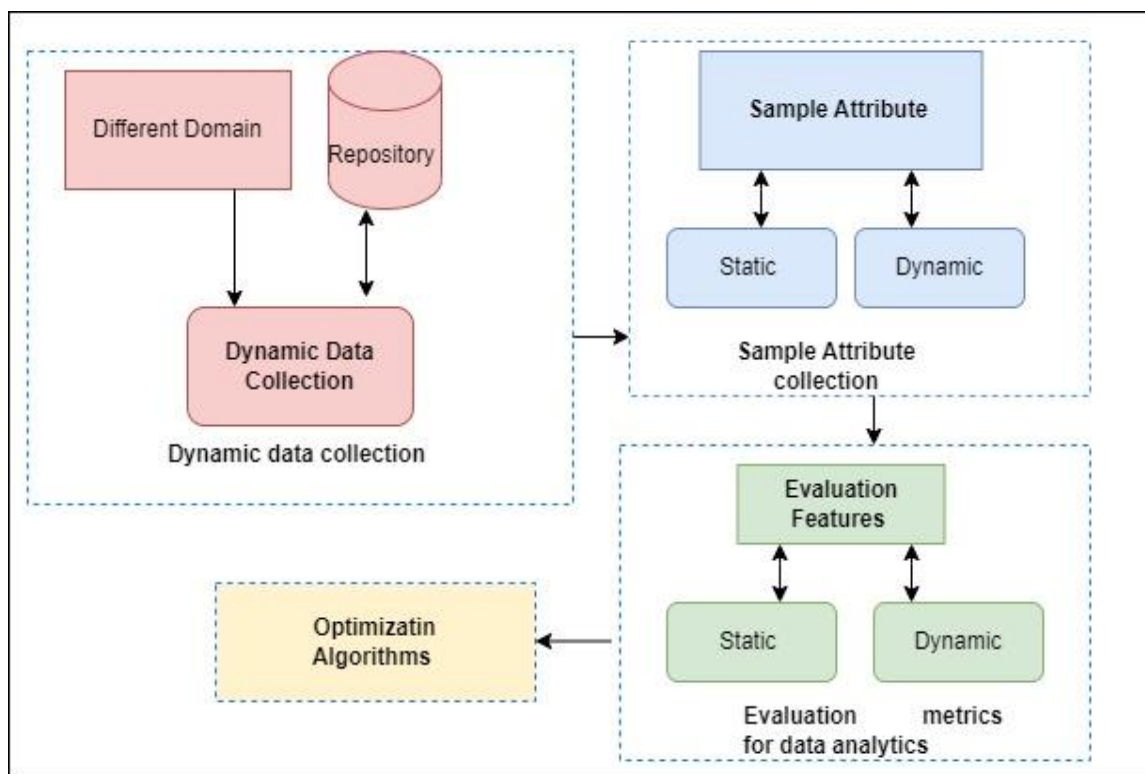 Different Domain
Repository
Dynamic Data
Collection
Dynamic data collection
Sample Attribute
Static
Dynamic
Sample Attribute
collection
Evaluation
Features
Static
Dynamic
Evaluation metrics
for data analytics
Optimizatin
Algorithms